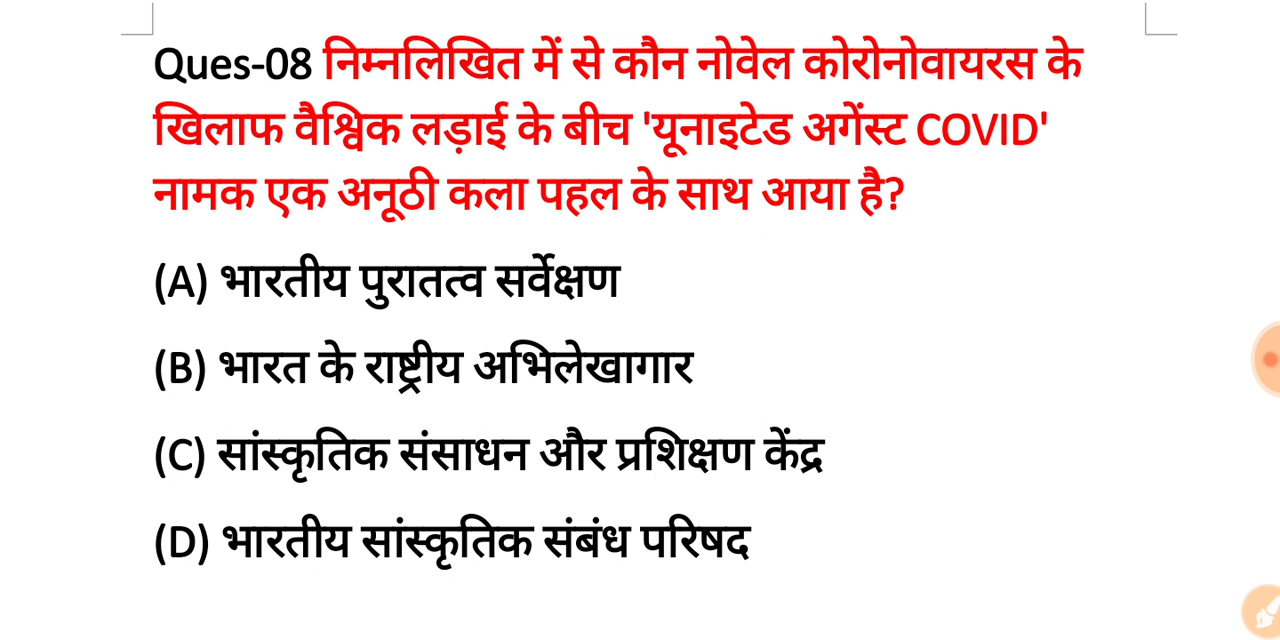 Ques-08 निम्नलिखित में से कौन नोवेल कोरोनोवायरस के
खिलाफ वैश्विक लड़ाई के बीच 'यूनाइटेड अगेंस्ट COVID'
नामक एक अनूठी कला पहल के साथ आया है?
(A) भारतीय पुरातत्व सर्वेक्षण
(B) भारत के राष्ट्रीय अभिलेखागार
(C) सांस्कृतिक संसाधन और प्रशिक्षण केंद्र
(D) भारतीय सांस्कृतिक संबंध परिषद